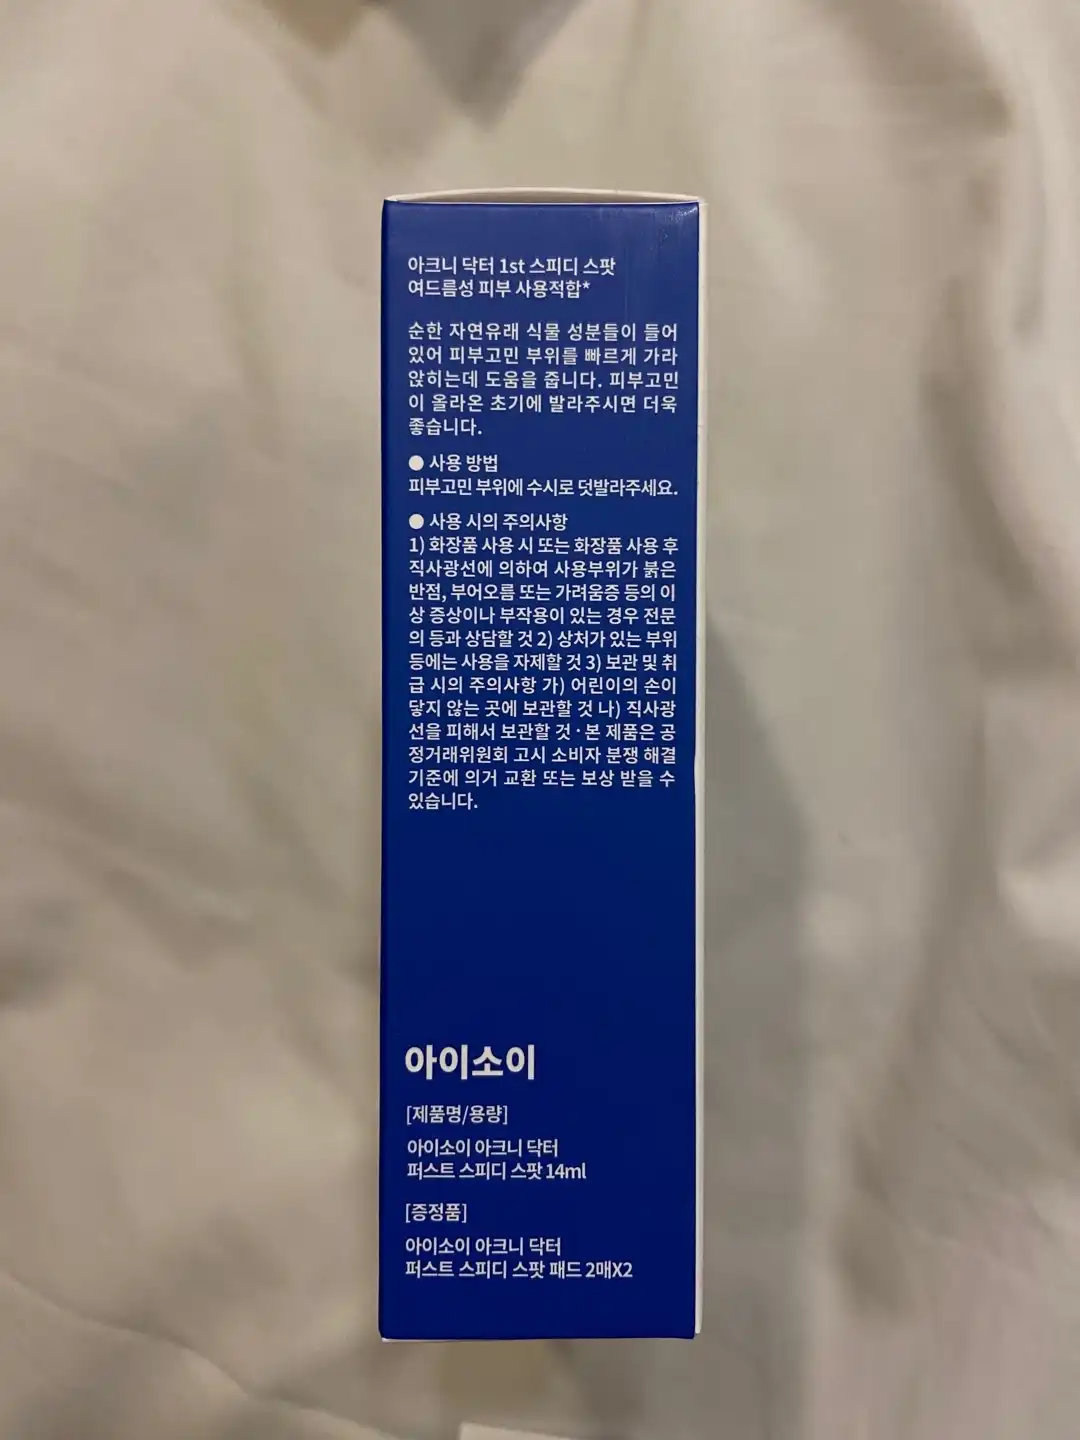 아크니 닥터 1st 스피디 스팟
여드름성 피부 사용적합*
순한 자연유래 식물 성분들이 들어
있어 피부고민 부위를 빠르게 가라
앉히는데 도움을 줍니다. 피부고민
이 올라온 초기에 발라주시면 더욱
좋습니다.
● 사용 방법
피부고민 부위에 수시로 덧발라주세요.
● 사용 시의 주의사항
1) 화장품 사용 시 또는 화장품 사용 후
직사광선에 의하여 사용부위가 붉은
반점, 부어오름 또는 가려움증 등의 이
상 증상이나 부작용이 있는 경우 전문
의 등과 상담할 것 2) 상처가 있는 부위
등에는 사용을 자제할 것 3) 보관 및 취
급 시의 주의사항 가) 어린이의 손이
닿지 않는 곳에 보관할 것 나) 직사광
선을 피해서 보관할 것 · 본 제품은 공
정거래위원회 고시 소비자 분쟁 해결
기준에 의거 교환 또는 보상 받을 수
있습니다.
아이소이
[제품명/용량]
아이소이 아크니 닥터
퍼스트 스피디 스팟 14ml
[증정품]
아이소이 아크니 닥터
퍼스트 스피디 스팟 패드 2매X2